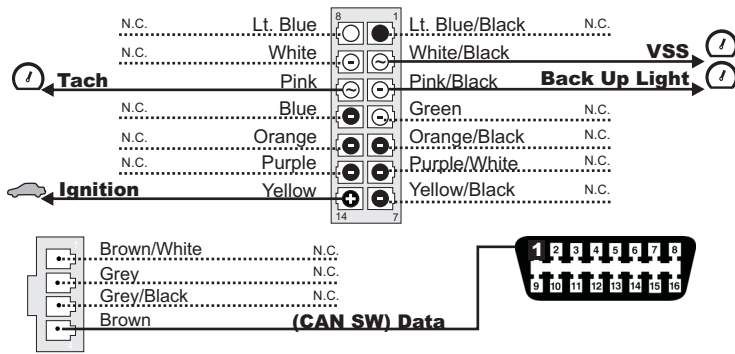 N.C. Lt. Blue 8 1 Lt. Blue/Black N.C.
N.C. White White/Black VSS
Tach Pink Pink/Black Back Up Light
N.C. Blue Green N.C.
N.C. Orange Orange/Black N.C.
N.C. Purple Purple/White N.C.
Ignition Yellow Yellow/Black N.C.
14 7
Brown/White N.C.
Grey N.C.
Grey/Black N.C.
Brown (CAN SW) Data
1 2 3 4 5 6 7 8
9 10 11 12 13 14 15 16